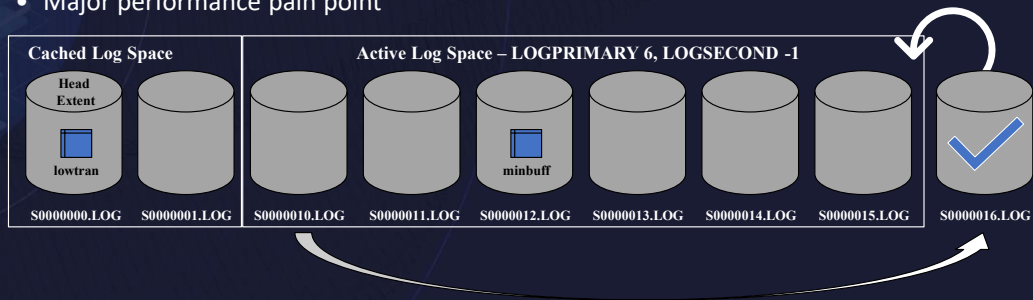 • Major performance pain point
Cached Log Space
Active Log Space – LOGPRIMARY 6, LOGSECOND -1
Head
Extent
lowtran
minbuff
S0000000.LOG S0000001.LOG S0000010.LOG S0000011.LOG S0000012.LOG S0000013.LOG S0000014.LOG S0000015.LOG S0000016.LOG